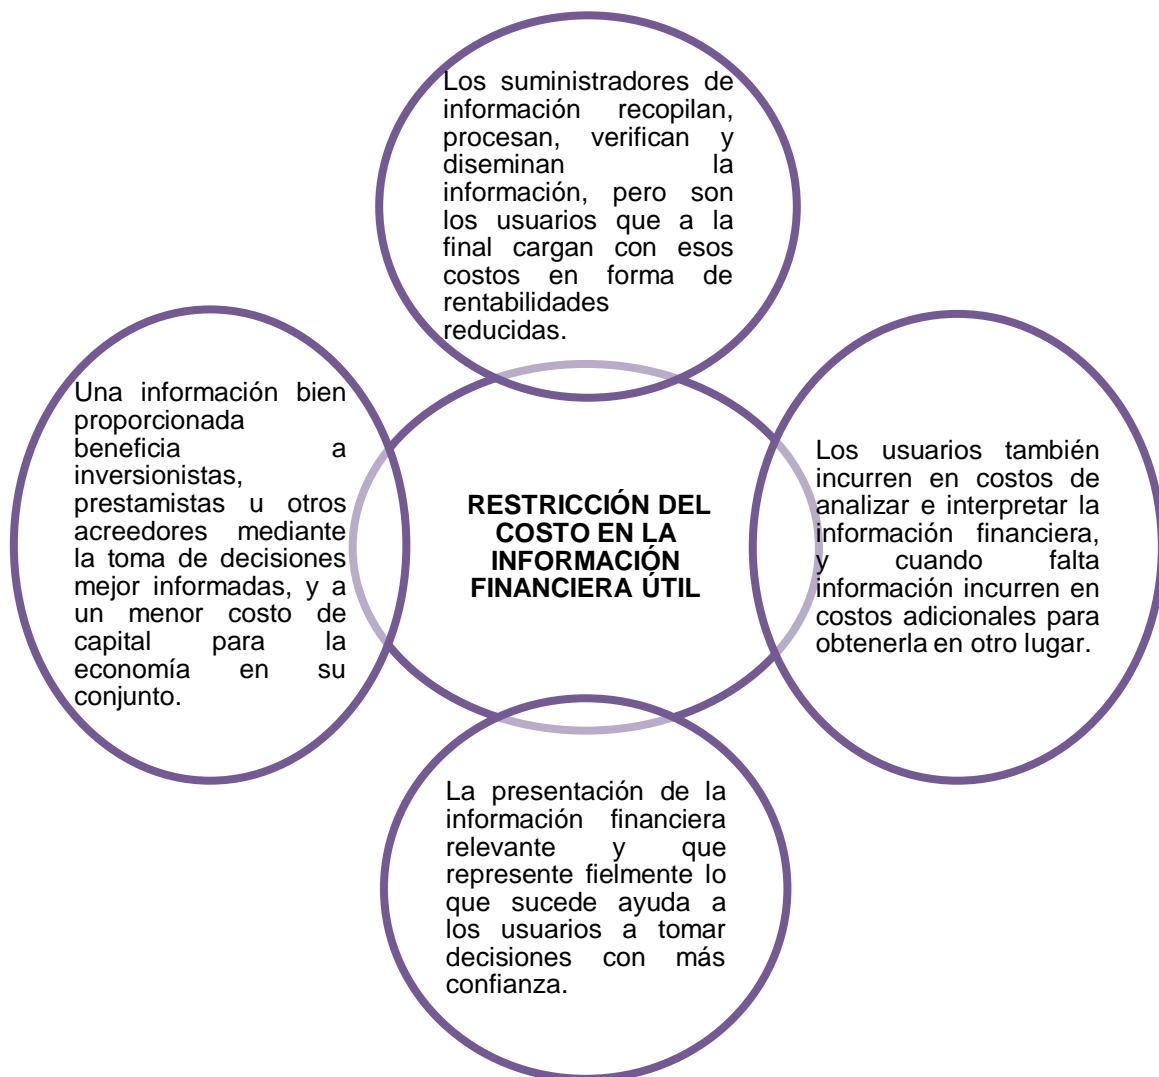 Los suministradores de
información recopilan,
procesan, verifican y
diseminan la
información, pero son
los usuarios que a la
final cargan con esos
costos en forma de
rentabilidades
reducidas.
Una información bien
proporcionada
beneficia a
inversionistas,
prestamistas u otros
acreedores mediante
la toma de decisiones
mejor informadas, y a
un menor costo de
capital para la
economía en su
conjunto.
RESTRICCIÓN DEL
COSTO EN LA
INFORMACIÓN
FINANCIERA ÚTIL
Los usuarios también
incurren en costos de
analizar e interpretar la
información financiera,
y cuando falta
información incurren en
costos adicionales para
obtenerla en otro lugar.
La presentación de la
información financiera
relevante y que
represente fielmente lo
que sucede ayuda a
los usuarios a tomar
decisiones con más
confianza.